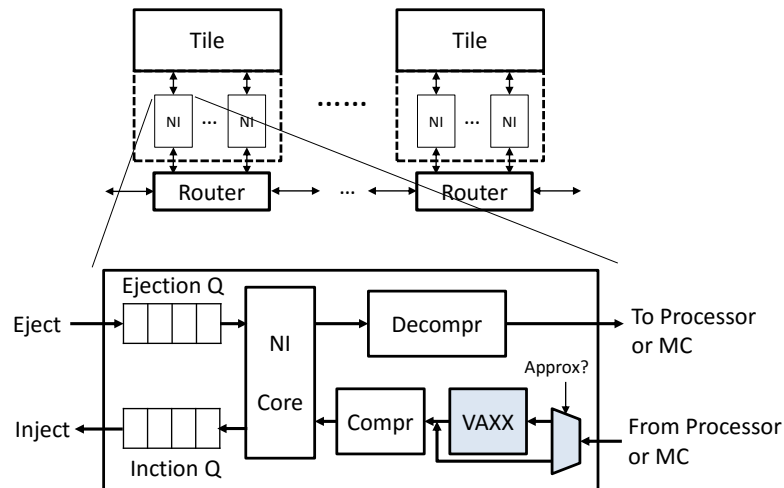 Tile
Tile
......
NI
...
NI
NI
...
NI
Router
...
Router
Ejection Q
Eject
NI
Core
Decompr
To Processor
or MC
Approx?
Compr
VAXX
Inject
From Processor
or MC
Inction Q